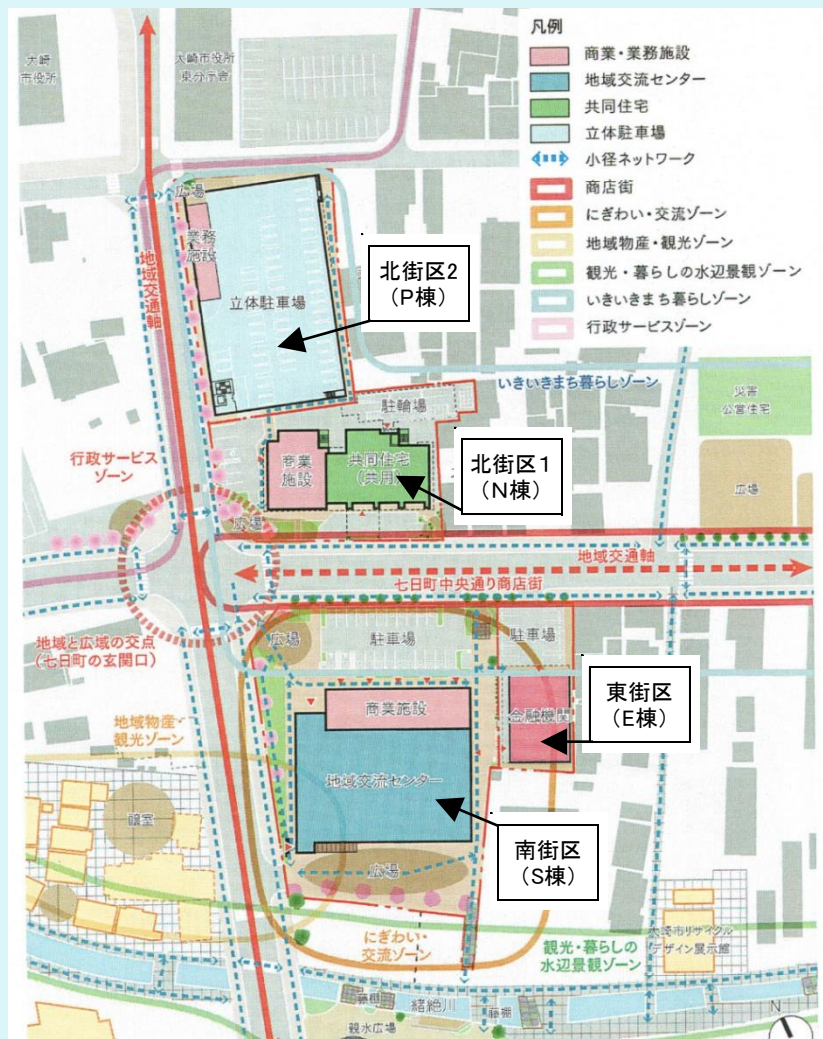 凡例
商業・業務施設
地域交流センター
共同住宅
立体駐車場
小径ネットワーク
商店街
にぎわい・交流ゾーン
地域物産・観光ゾーン
観光・暮らしの水辺景観ゾーン
いきいきまち暮らしゾーン
行政サービスゾーン
大崎
市役所
大崎市役所
東分庁舎
広場
業務
施設
立体駐車場
地域交通軸
北街区2
(P棟)
いきいきまち暮らしゾーン
駐輪場
災害
公営住宅
行政サービス
ゾーン
商業
施設
共同住宅
(共用)
北街区1
(N棟)
広場
広場
地域交通軸
七日町中央通り商店街
地域と広域の交点
(七日町の玄関口)
広場
駐車場
駐車場
商業施設
金融機関
東街区
(E棟)
地域物産・
観光ゾーン
醸室
地域交流センター
南街区
(S棟)
広場
にぎわい・
交流ゾーン
観光・暮らしの
水辺景観ゾーン
大崎市リサイクル
デザイン展示館
藤棚
緒絶川
藤棚
親水広場
N